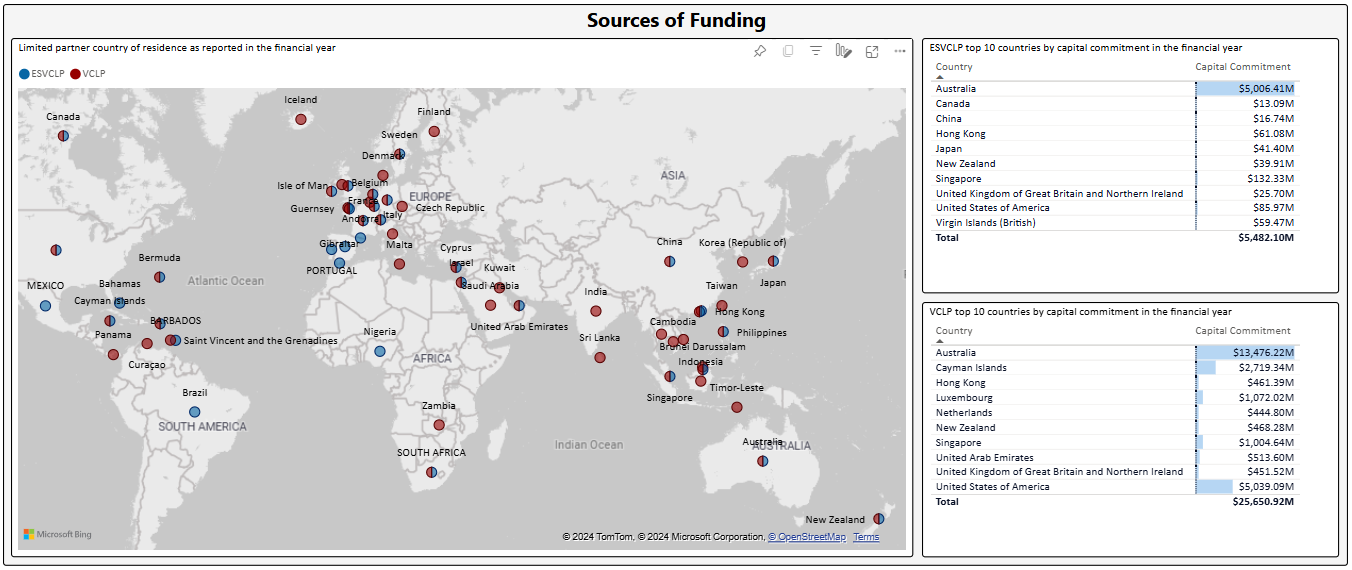 Sources of Funding
Limited partner country of residence as reported in the financial year
ESVCLP VCLP
Iceland
Canada
Finland
Sweden
Denmark
ASIA
Isle of Man
Belgium
EUROPE
France
Czech Republic
Guernsey
Andorra
Italy
Gibraltar
Malta
Cyprus
China
Korea (Republic of)
Bermuda
Israel
Kuwait
PORTUGAL
Japan
Atlantic Ocean
MEXICO
Bahamas
Saudi Arabia
Taiwan
India
Cayman Islands
Hong Kong
BARBADOS
Cambodia
United Arab Emirates
Philippines
Panama
Nigeria
Saint Vincent and the Grenadines
Sri Lanka
Brunei Darussalam
AFRICA
Indonesia
Curaçao
Timor-Leste
Brazil
Singapore
Zambia
SOUTH AMERICA
Australia
AUSTRALIA
Indian Ocean
SOUTH AFRICA
New Zealand
Microsoft Bing
© 2024 TomTom, © 2024 Microsoft Corporation, © OpenStreetMap Terms
ESVCLP top 10 countries by capital commitment in the financial year
Country Capital Commitment
Australia $5,006.41M
Canada $13.09M
China $16.74M
Hong Kong $61.08M
Japan $41.40M
New Zealand $39.91M
Singapore $132.33M
United Kingdom of Great Britain and Northern Ireland $25.70M
United States of America $85.97M
Virgin Islands (British) $59.47M
Total $5,482.10M
VCLP top 10 countries by capital commitment in the financial year
Country Capital Commitment
Australia $13,476.22M
Cayman Islands $2,719.34M
Hong Kong $461.39M
Luxembourg $1,072.02M
Netherlands $444.80M
New Zealand $468.28M
Singapore $1,004.64M
United Arab Emirates $513.60M
United Kingdom of Great Britain and Northern Ireland $451.52M
United States of America $5,039.09M
Total $25,650.92M